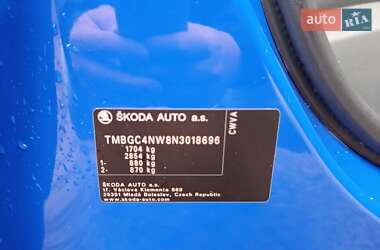 auto RIA
ŠKODA AUTO a.s.
TMBGC4NW8N3018696
1704 kg
2854 kg
1- 880 kg
2- 870 kg
ŠKODA AUTO a.s.
tř. Václava Klementa 869
29301 Mladá Boleslav, Czech Republic
www.skoda-auto.com
CWVA